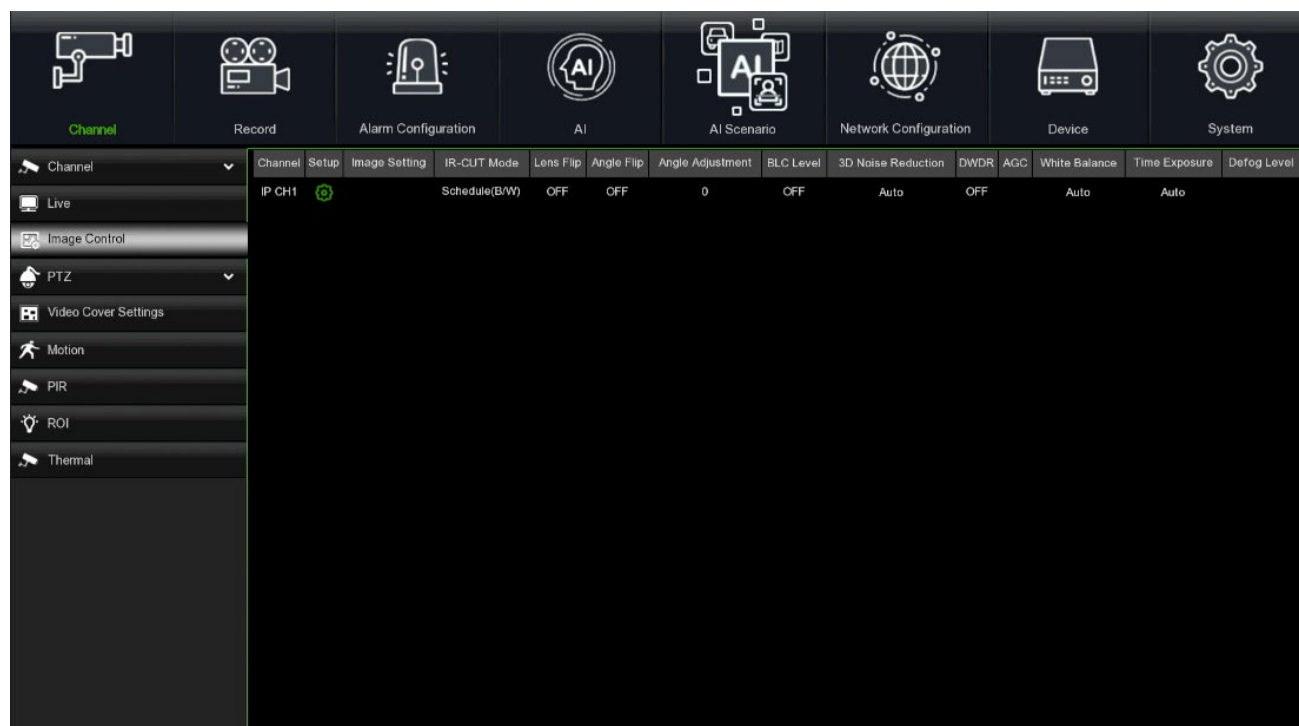 AI
AI
Channel Record Alarm Configuration AI AI Scenario Network Configuration Device System
Channel
Live
Image Control
PTZ
Video Cover Settings
Motion
PIR
ROI
Thermal
Channel Setup Image Setting IR-CUT Mode Lens Flip Angle Flip Angle Adjustment BLC Level 3D Noise Reduction DWDR AGC White Balance Time Exposure Defog Level
IP CH1 Schedule(B/W) OFF OFF 0 OFF Auto OFF Auto Auto